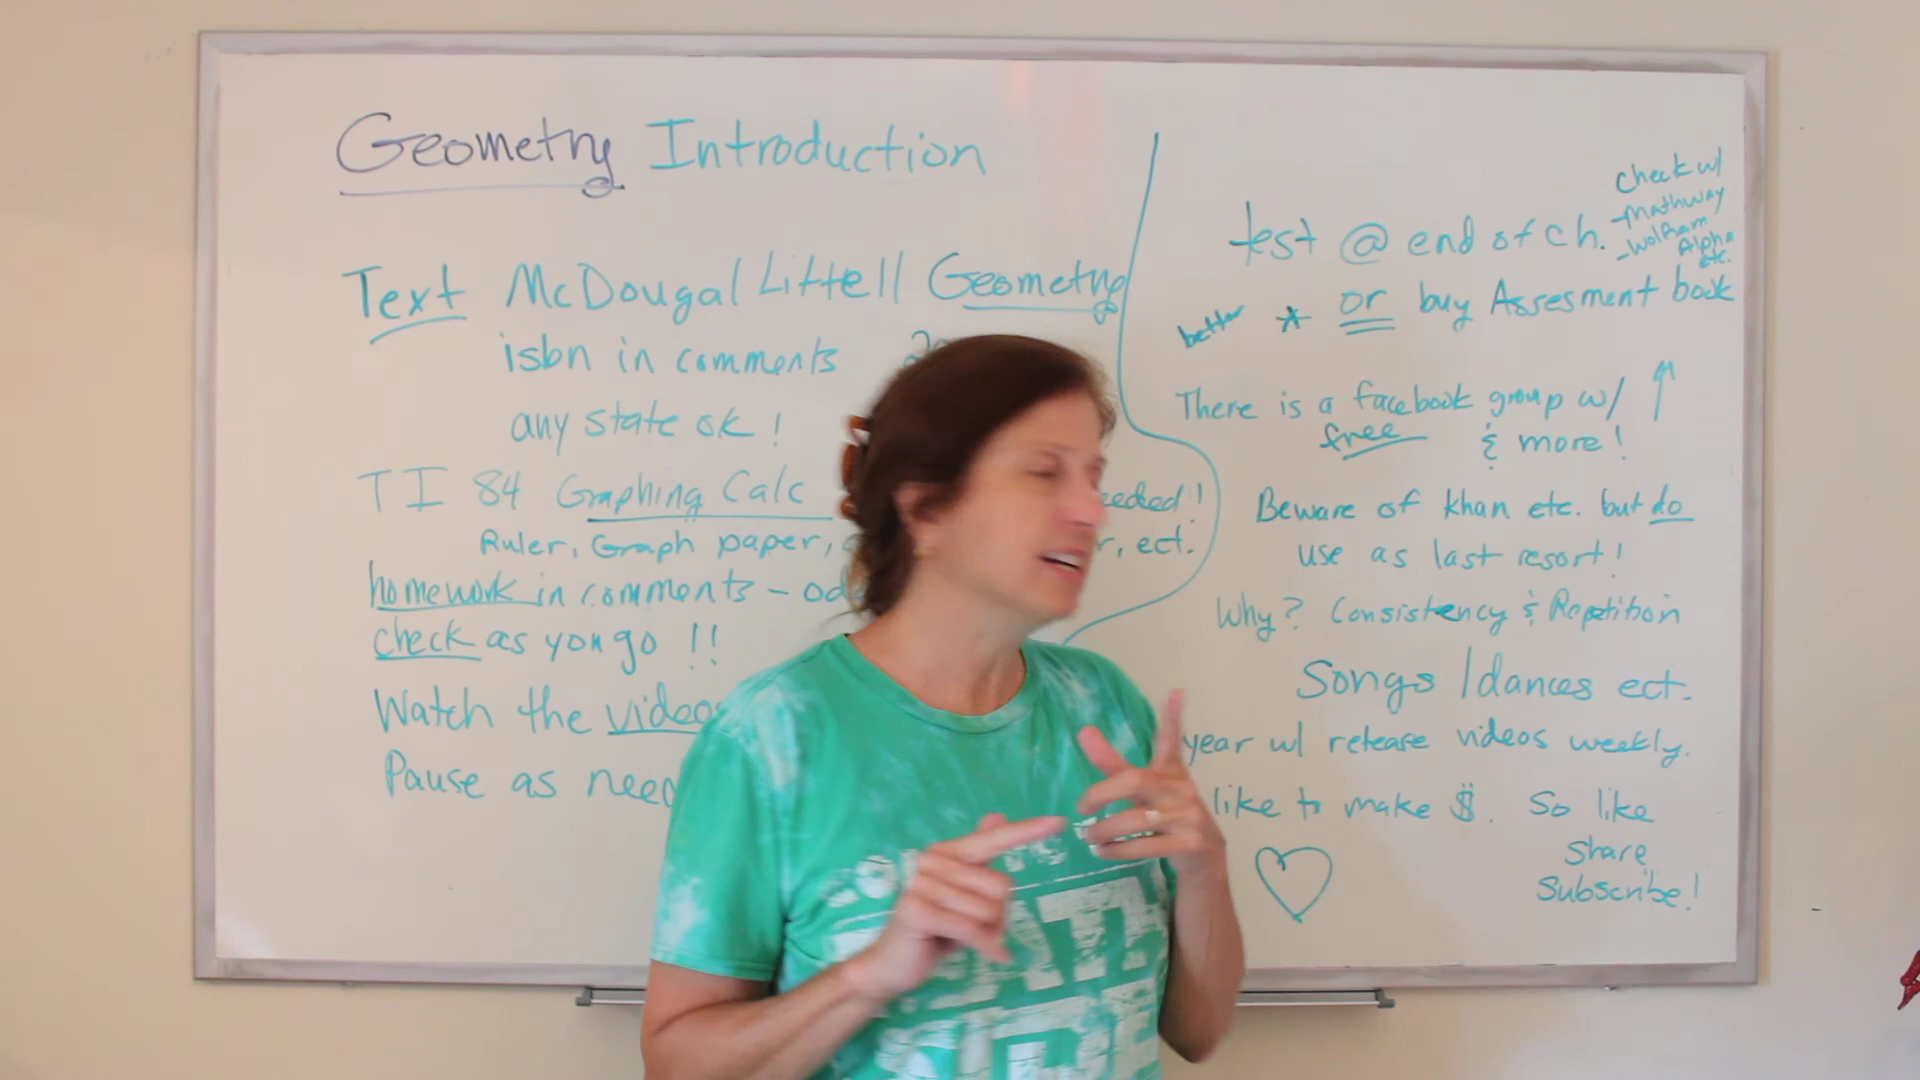 Geometry Introduction
Text McDougal Littell Geometry
isbn in comments
any state ok!
TI 84 Graphing Calc
Ruler, Graph paper, ect.
homework in comments -
check as you go !!
Watch the videos
Pause as
test @ end of ch.
check w/
-Mathway
-Wolfram
Alpha
etc.
better * or buy Assesment book
There is a facebook group w/ ↑
free & more!
Beware of khan etc. but do
use as last resort!
Why? Consistency & Repetition
Songs/dances ect.
year w/ release videos weekly.
like to make $. So like
Share
Subscribe!